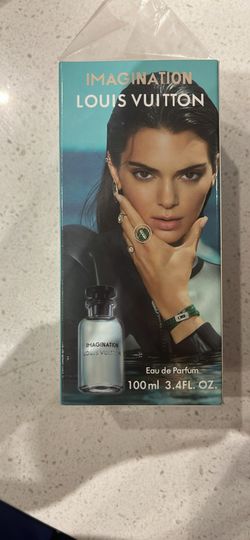 IMAGINATION
LOUIS VUITTON
IMAGINATION
LOUIS VUITTON
Eau de Parfum
100ml 3.4FL. OZ.